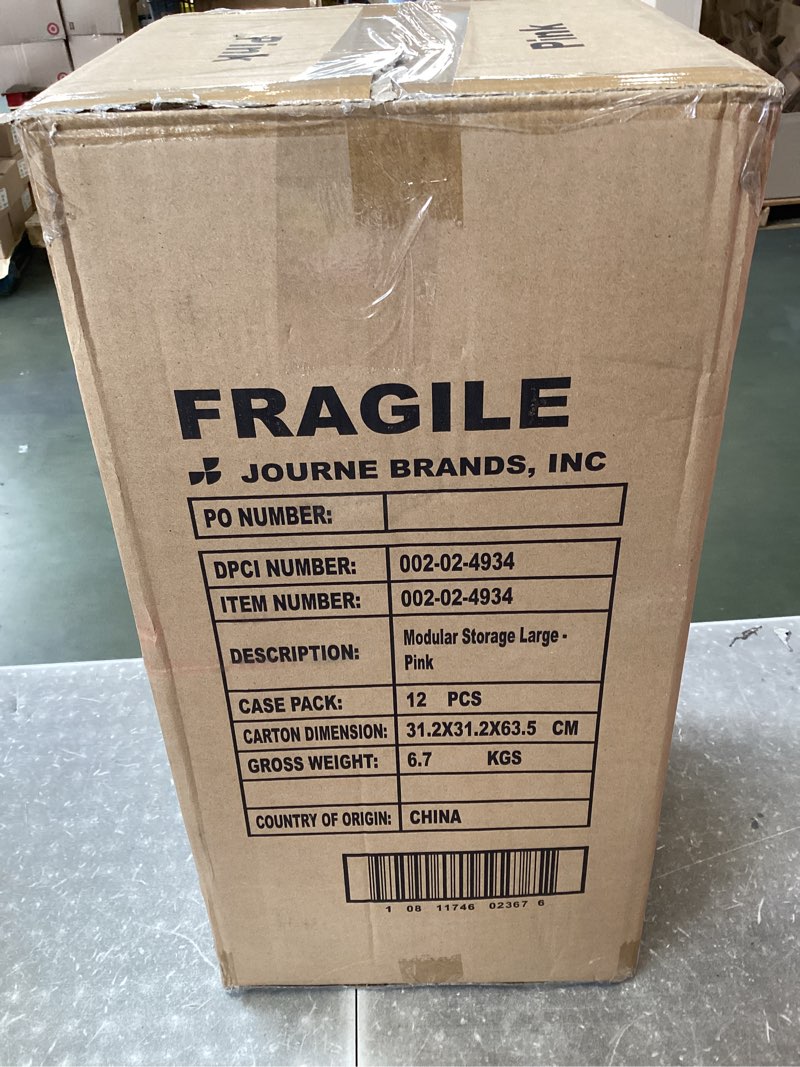 Pink
Pink
FRAGILE
JOURNE BRANDS, INC
PO NUMBER:
DPCI NUMBER: 002-02-4934
ITEM NUMBER: 002-02-4934
DESCRIPTION: Modular Storage Large -
Pink
CASE PACK: 12 PCS
CARTON DIMENSION: 31.2X31.2X63.5 CM
GROSS WEIGHT: 6.7 KGS
COUNTRY OF ORIGIN: CHINA
1 08 11746 02367 6